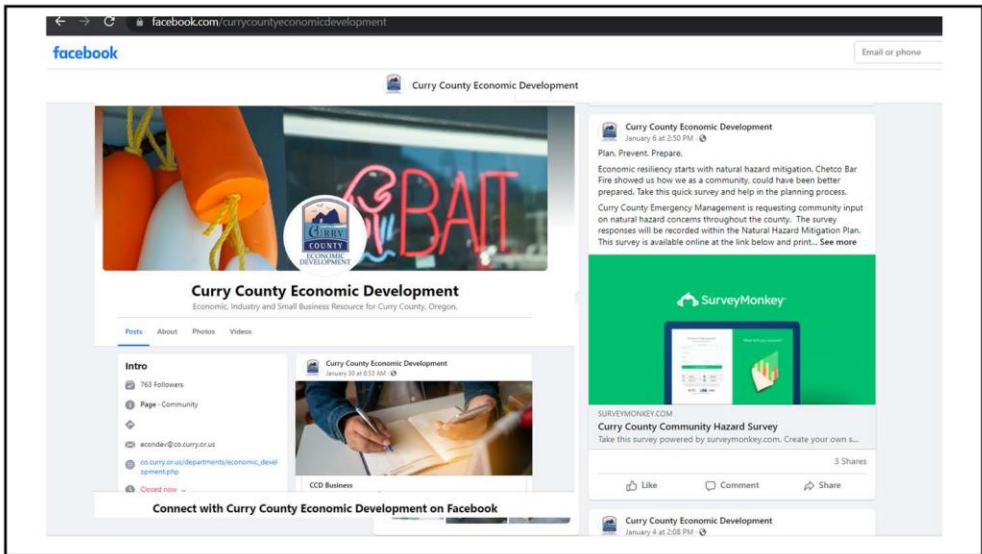 facebook.com/currycountyeconomicdevelopment
facebook
Email or phone
Curry County Economic Development
BAIT
CURRY
COUNTY
ECONOMIC
DEVELOPMENT
Curry County Economic Development
Economic, Industry and Small Business Resource for Curry County, Oregon.
Posts About Photos Videos
Intro
763 Followers
Page · Community
econdev@co.curry.or.us
co.curry.or.us/departments/economic_devel
opment.php
Closed now
Curry County Economic Development
January 30 at 8:53 AM
CCD Business
Connect with Curry County Economic Development on Facebook
Curry County Economic Development
January 6 at 2:50 PM
Plan. Prevent. Prepare.
Economic resiliency starts with natural hazard mitigation. Chetco Bar
Fire showed us how we as a community, could have been better
prepared. Take this quick survey and help in the planning process.
Curry County Emergency Management is requesting community input
on natural hazard concerns throughout the county. The survey
responses will be recorded within the Natural Hazard Mitigation Plan.
This survey is available online at the link below and print... See more
SurveyMonkey
SURVEYMONKEY.COM
Curry County Community Hazard Survey
Take this survey powered by surveymonkey.com. Create your own s...
3 Shares
Like Comment Share
Curry County Economic Development
January 4 at 2:08 PM